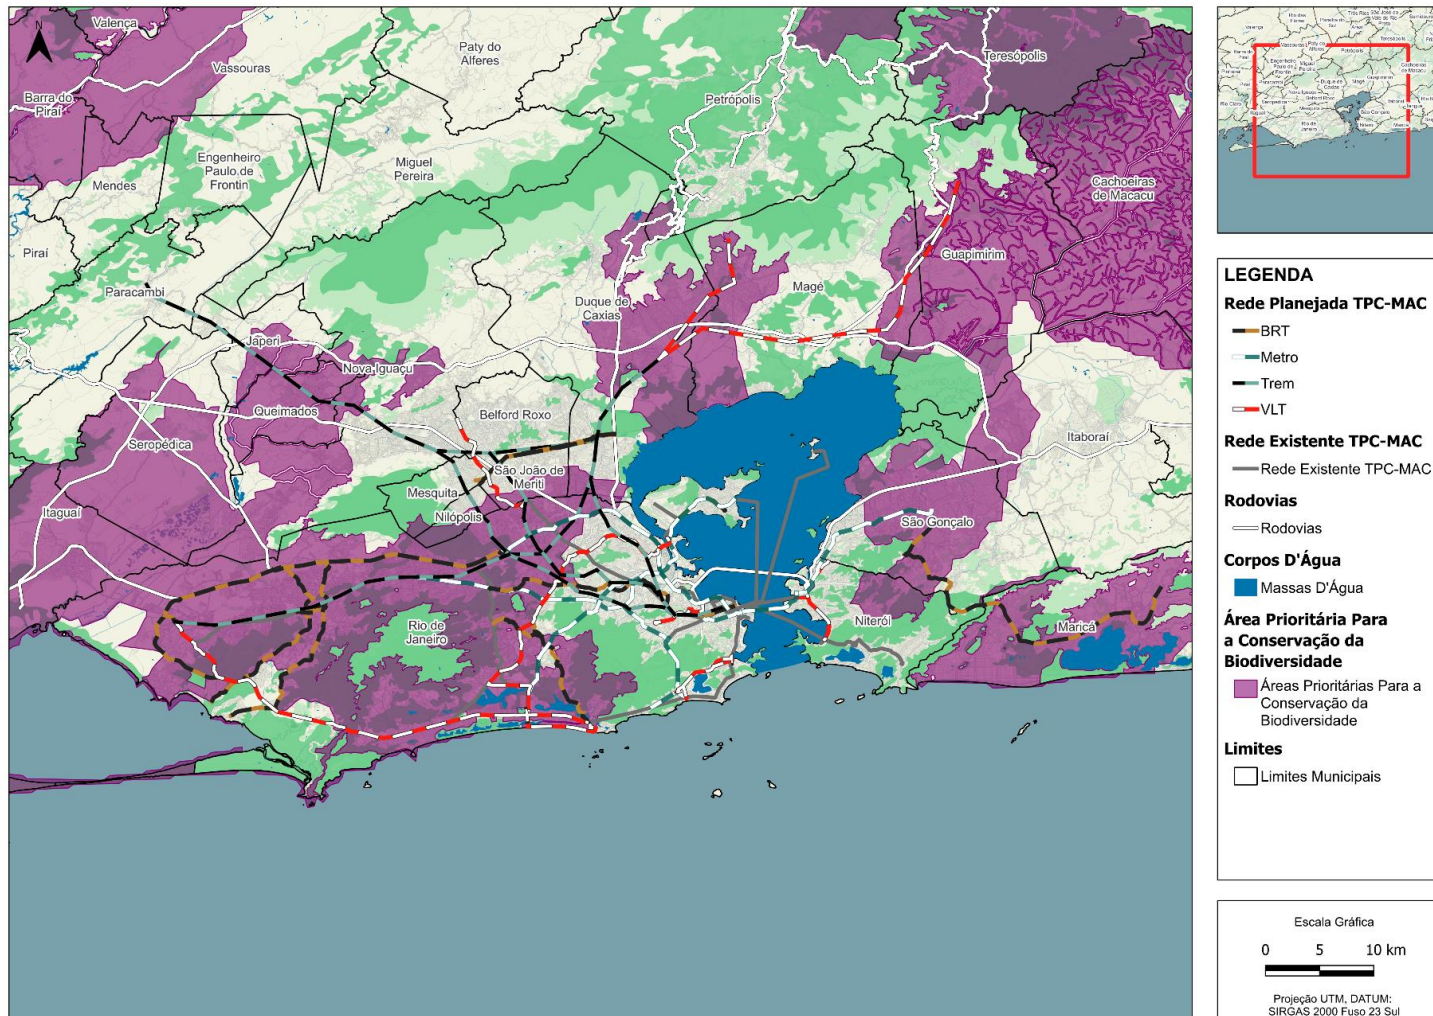 Valença
Vassouras
Paty do
Alferes
Teresópolis
Barra do
Piraí
Petrópolis
Engenheiro
Paulo de
Frontin
Miguel
Pereira
Mendes
Cachoeiras
de Macacu
Piraí
Guapimirim
Paracambi
Magé
Duque de
Caxias
Japeri
Nova Iguaçu
Queimados
Belford Roxo
Seropédica
Itaboraí
São João de
Meriti
Mesquita
Nilópolis
Itaguaí
São Gonçalo
Rio de
Janeiro
Niterói
Maricá
LEGENDA
Rede Planejada TPC-MAC
BRT
Metro
Trem
VLT
Rede Existente TPC-MAC
Rede Existente TPC-MAC
Rodovias
Rodovias
Corpos D'Água
Massas D'Água
Área Prioritária Para
a Conservação da
Biodiversidade
Áreas Prioritárias Para a
Conservação da
Biodiversidade
Limites
Limites Municipais
Escala Gráfica
0 5 10 km
Projeção UTM, DATUM:
SIRGAS 2000 Fuso 23 Sul